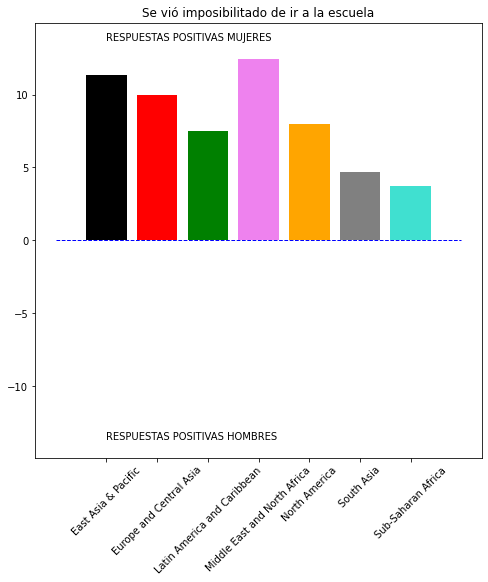 Se vió imposibilitado de ir a la escuela
RESPUESTAS POSITIVAS MUJERES
10
5
0
−5
−10
RESPUESTAS POSITIVAS HOMBRES
East Asia & Pacific
Europe and Central Asia
Latin America and Caribbean
Middle East and North Africa
North America
South Asia
Sub-Saharan Africa